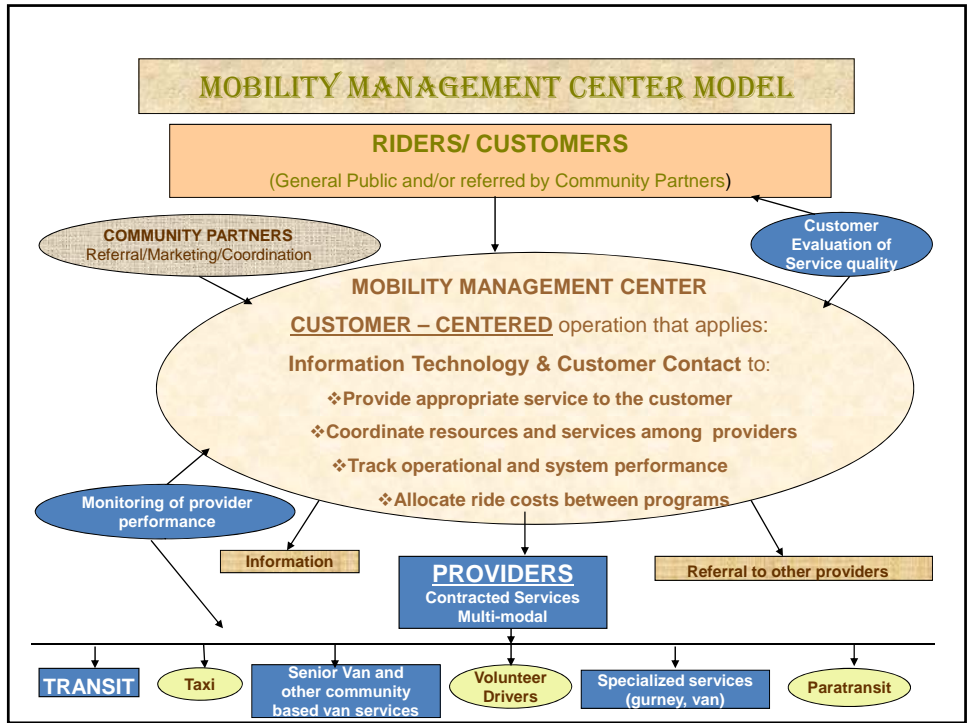 MOBILITY MANAGEMENT CENTER MODEL
RIDERS/ CUSTOMERS
(General Public and/or referred by Community Partners)
COMMUNITY PARTNERS
Referral/Marketing/Coordination
Customer
Evaluation of
Service quality
MOBILITY MANAGEMENT CENTER
CUSTOMER – CENTERED operation that applies:
Information Technology & Customer Contact to:
❖Provide appropriate service to the customer
❖Coordinate resources and services among providers
❖Track operational and system performance
❖Allocate ride costs between programs
Monitoring of provider
performance
Information
PROVIDERS
Contracted Services
Multi-modal
Referral to other providers
TRANSIT
Taxi
Senior Van and
other community
based van services
Volunteer
Drivers
Specialized services
(gurney, van)
Paratransit